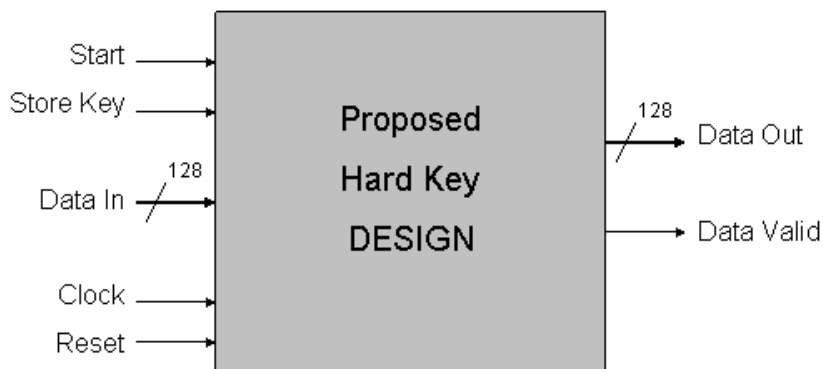 Start
Store Key
128
Data In
Clock
Reset
Proposed
Hard Key
DESIGN
128
Data Out
Data Valid